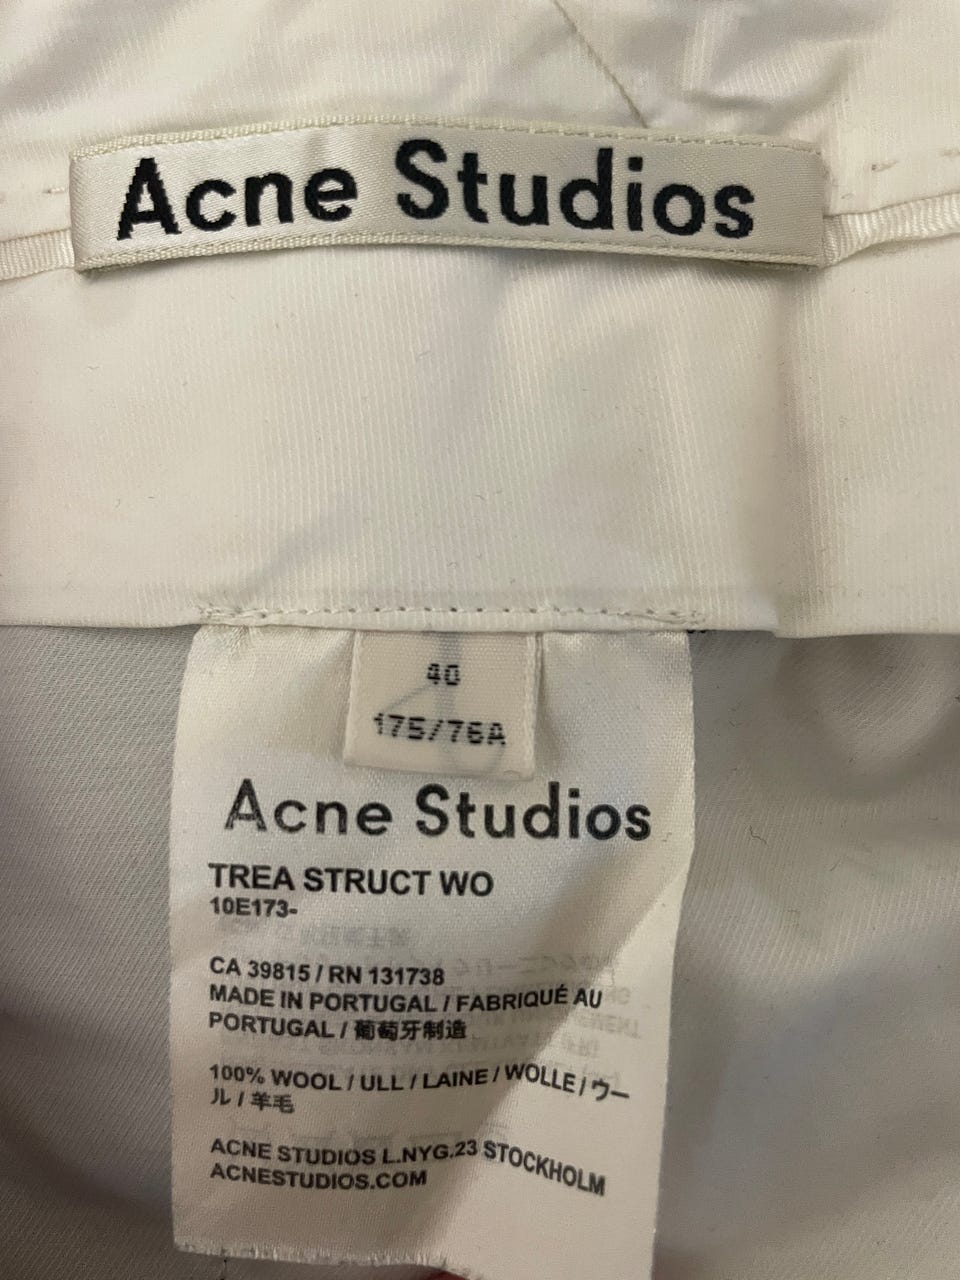 Acne Studios
40
175/76A
Acne Studios
TREA STRUCT WO
10E173-
CA 39815 / RN 131738
MADE IN PORTUGAL / FABRIQUÉ AU
PORTUGAL / 葡萄牙制造
100% WOOL / ULL / LAINE / WOLLE / ウー
ル / 羊毛
ACNE STUDIOS L.NYG.23 STOCKHOLM
ACNESTUDIOS.COM